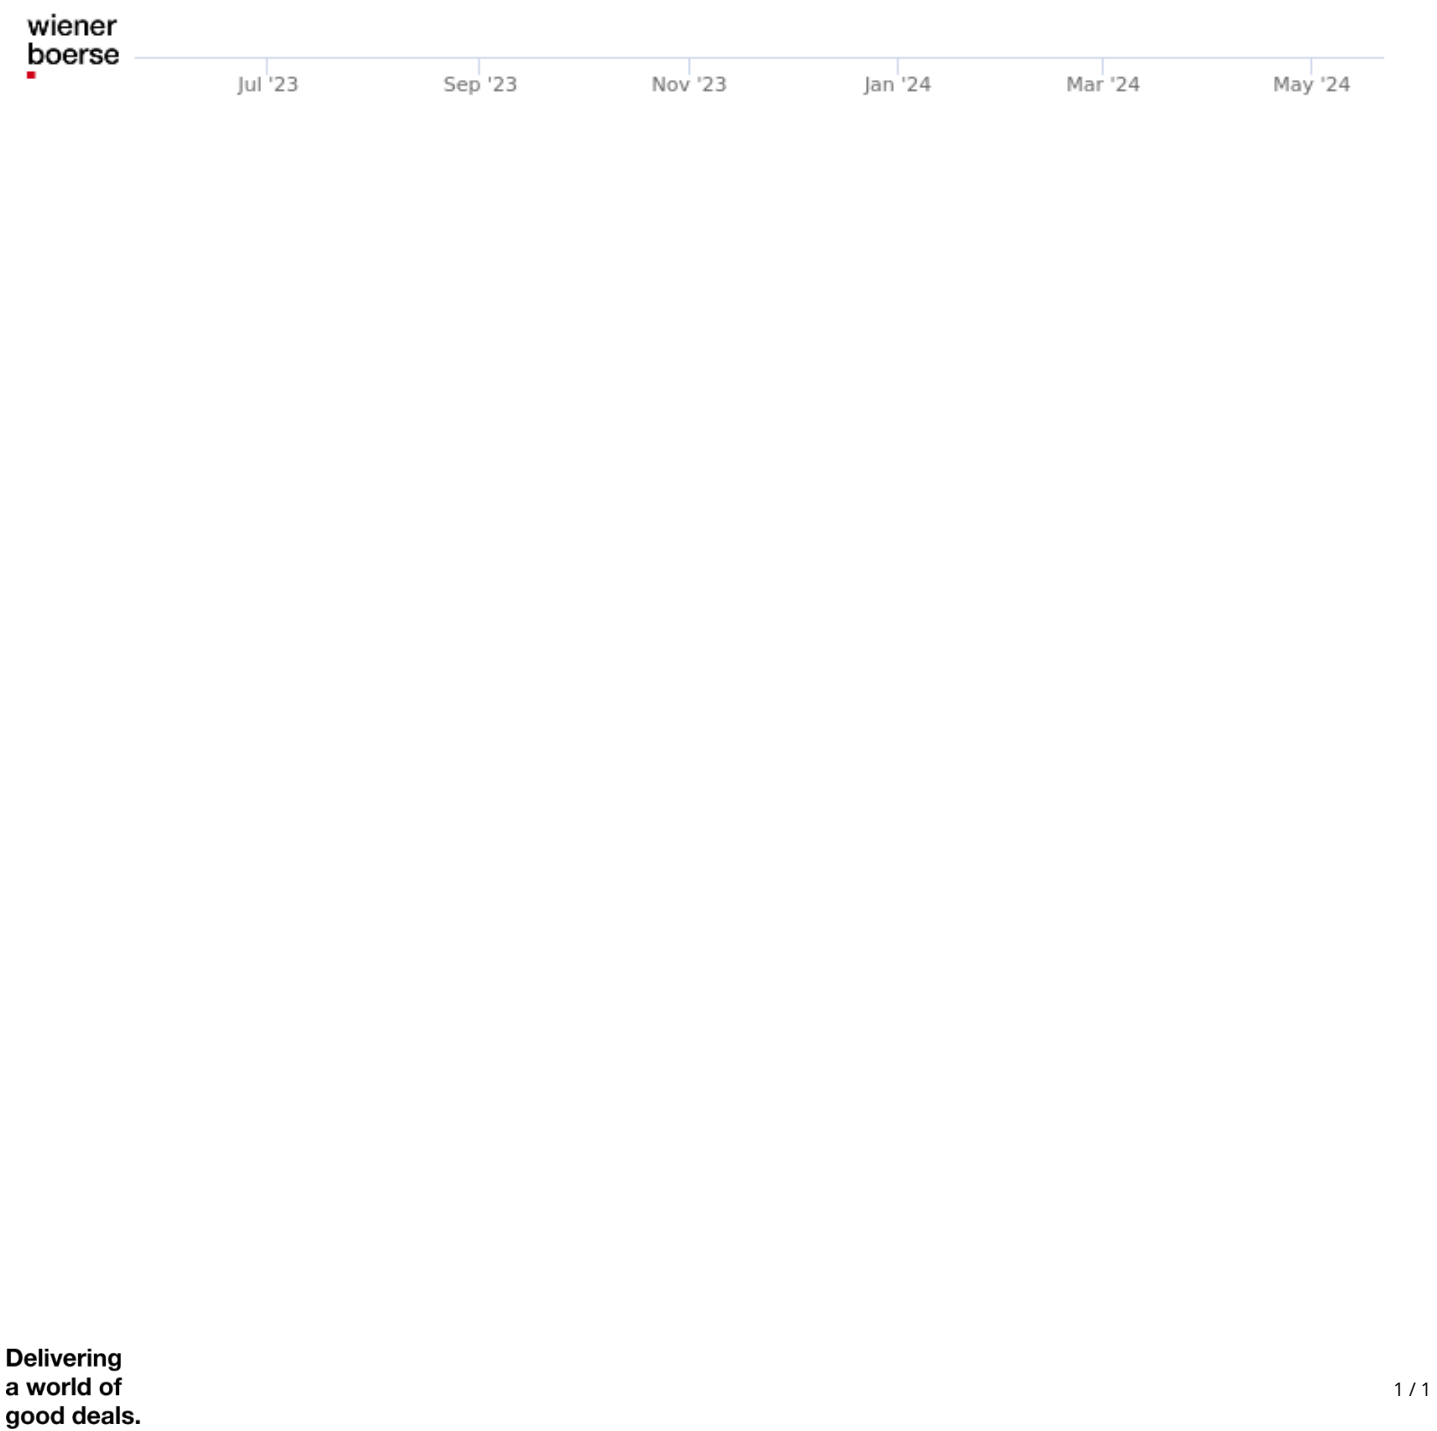 wiener
boerse
Jul '23 Sep '23 Nov '23 Jan '24 Mar '24 May '24
Delivering
a world of
good deals.
1 / 1